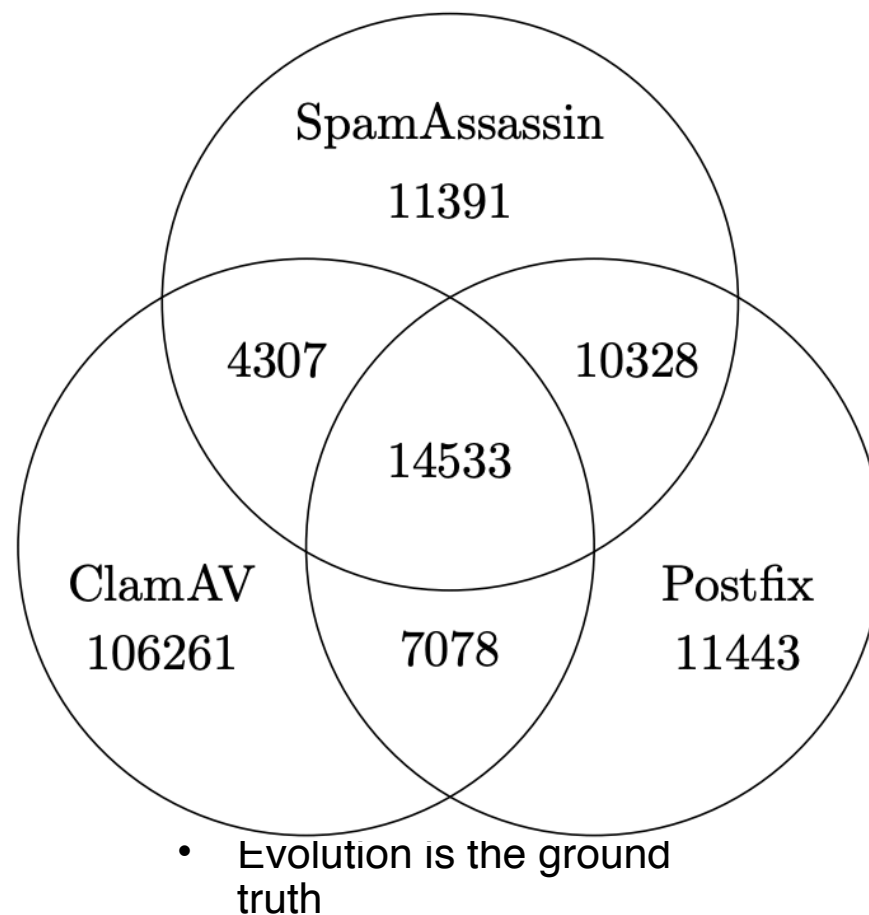 SpamAssassin
11391
4307 10328
14533
ClamAV Postfix
106261 7078 11443
• Evolution is the ground
truth